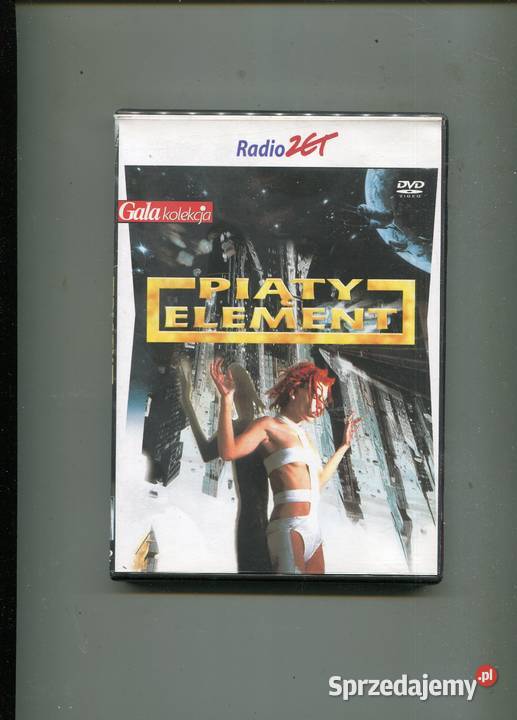 Radio ZET
DVD
VIDEO
Gala kolekcja
PIĄTY
ELEMENT
Sprzedajemy.pl